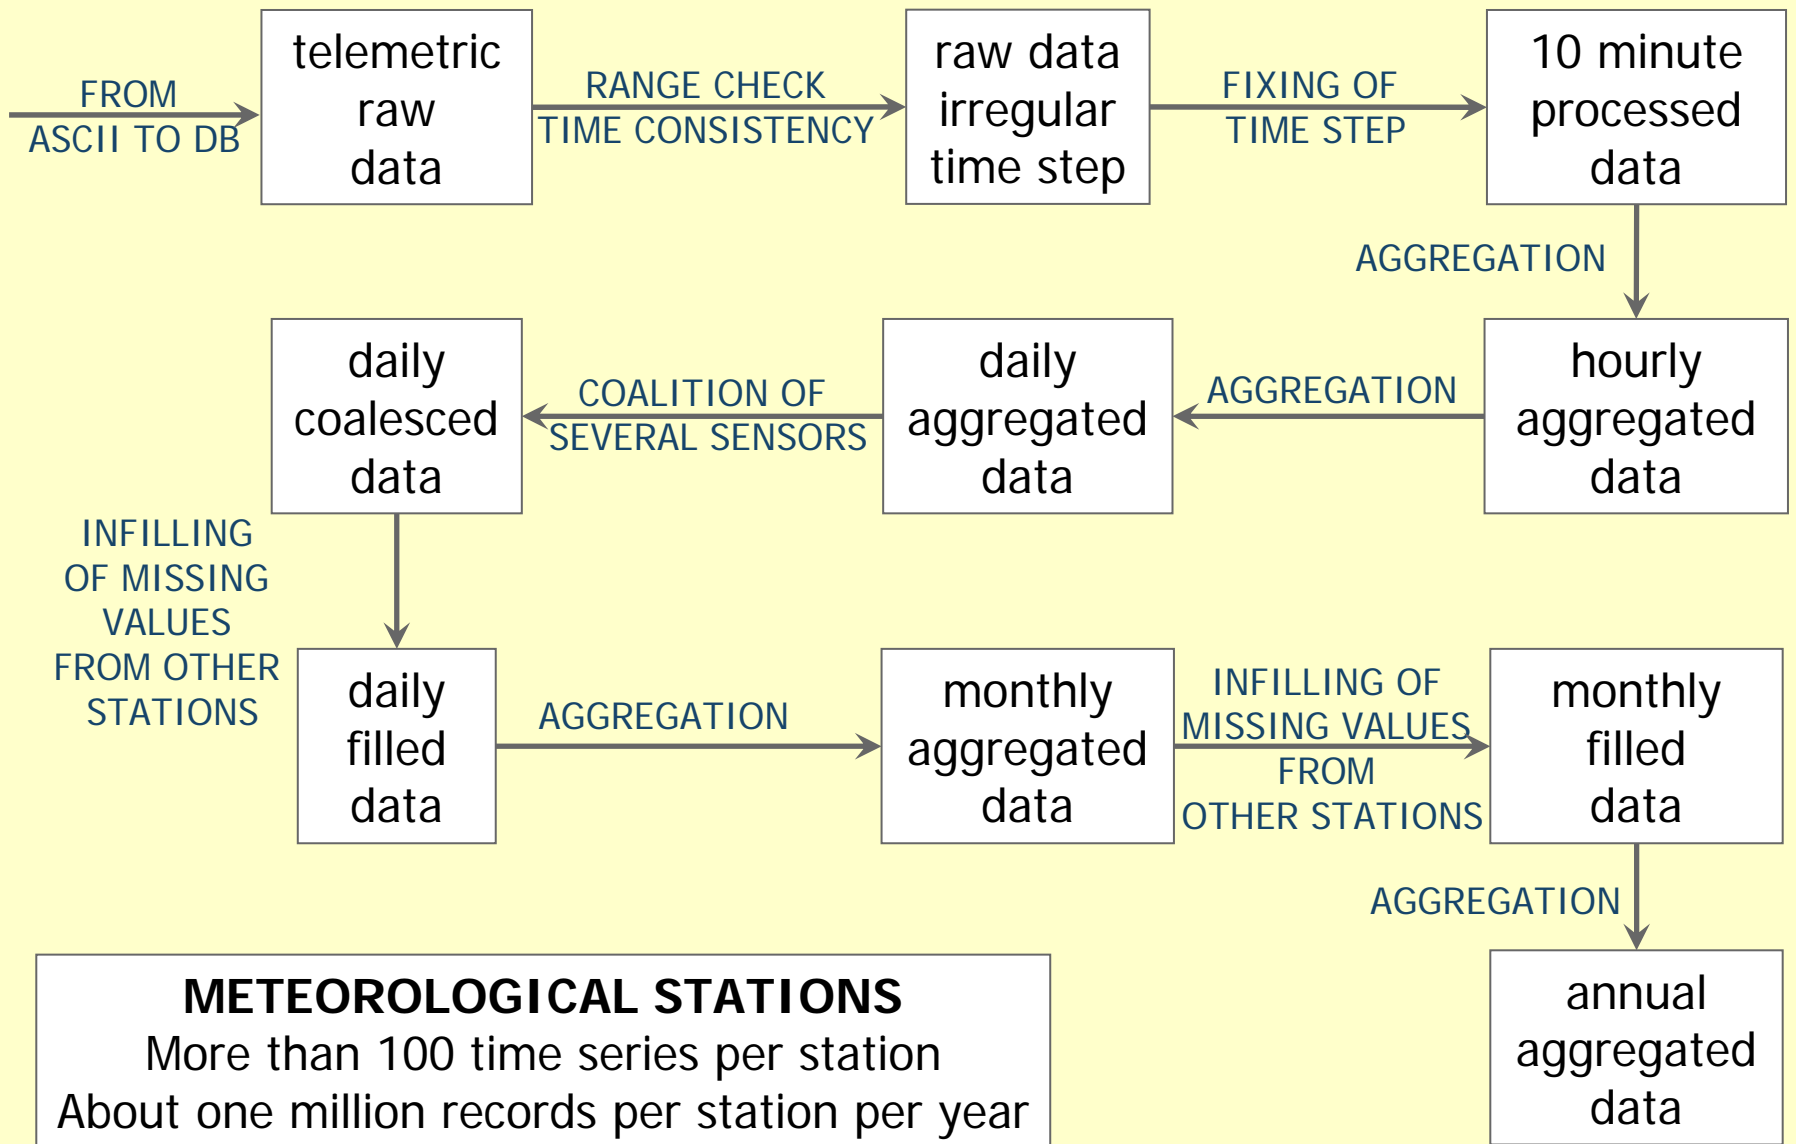 FROM
ASCII TO DB
telemetric
raw
data
RANGE CHECK
TIME CONSISTENCY
raw data
irregular
time step
FIXING OF
TIME STEP
10 minute
processed
data
AGGREGATION
hourly
aggregated
data
AGGREGATION
daily
aggregated
data
COALITION OF
SEVERAL SENSORS
daily
coalesced
data
INFILLING
OF MISSING
VALUES
FROM OTHER
STATIONS
daily
filled
data
AGGREGATION
monthly
aggregated
data
INFILLING OF
MISSING VALUES
FROM
OTHER STATIONS
monthly
filled
data
AGGREGATION
annual
aggregated
data
METEOROLOGICAL STATIONS
More than 100 time series per station
About one million records per station per year